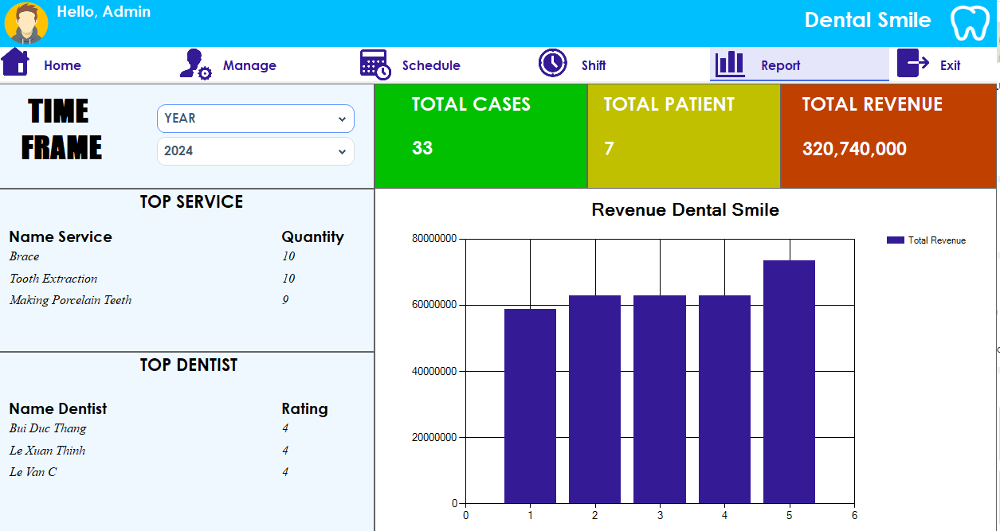 Hello, Admin
Dental Smile
Home
Manage
Schedule
Shift
Report
Exit
TIME
FRAME
YEAR
2024
TOTAL CASES
33
TOTAL PATIENT
7
TOTAL REVENUE
320,740,000
TOP SERVICE
Name Service Quantity
Brace 10
Tooth Extraction 10
Making Porcelain Teeth 9
TOP DENTIST
Name Dentist Rating
Bui Duc Thang 4
Le Xuan Thinh 4
Le Van C 4
Revenue Dental Smile
80000000
60000000
40000000
20000000
0
0 1 2 3 4 5 6
Total Revenue